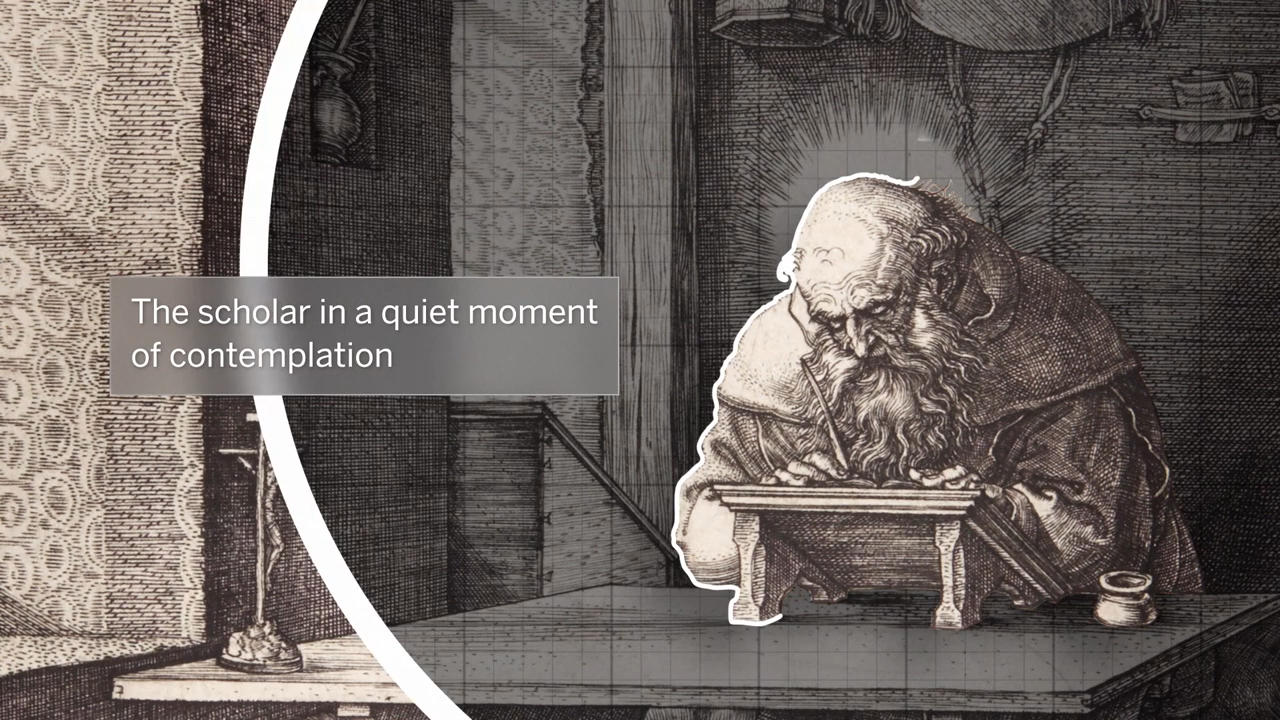 The scholar in a quiet moment
of contemplation